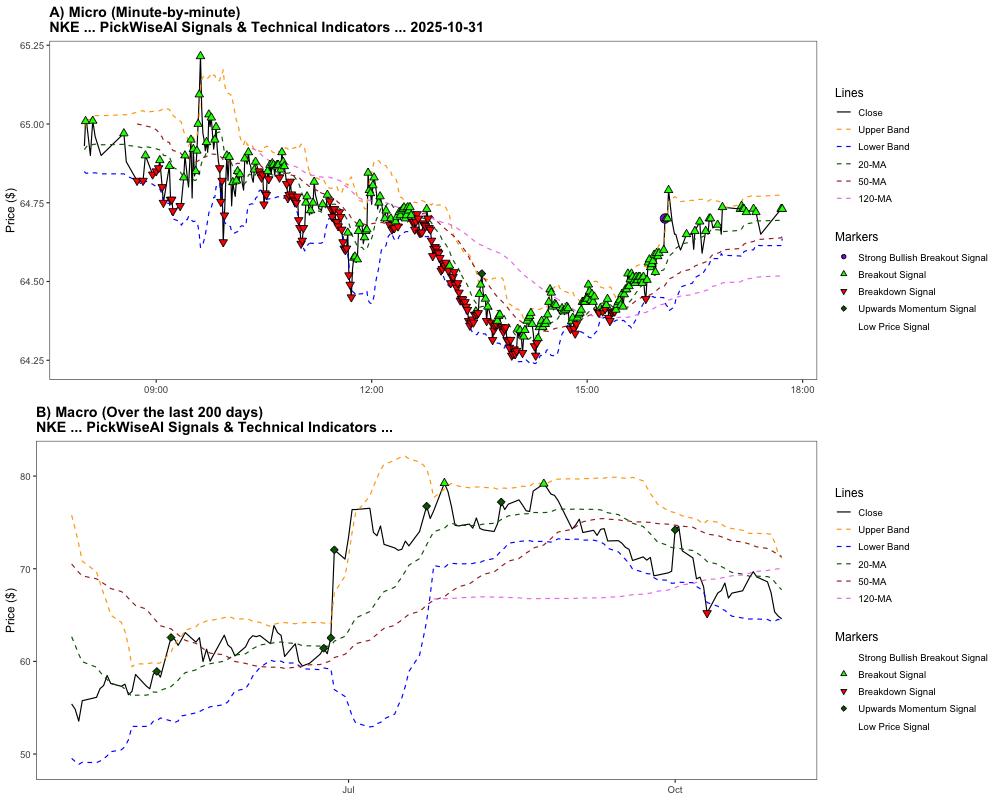 A) Micro (Minute-by-minute)
NKE ... PickWiseAI Signals & Technical Indicators ... 2025-10-31
Price ($)
65.25
65.00
64.75
64.50
64.25
09:00
12:00
15:00
18:00
Lines
Close
Upper Band
Lower Band
20-MA
50-MA
120-MA
Markers
Strong Bullish Breakout Signal
Breakout Signal
Breakdown Signal
Upwards Momentum Signal
Low Price Signal
B) Macro (Over the last 200 days)
NKE ... PickWiseAI Signals & Technical Indicators ...
Price ($)
80
70
60
50
Jul
Oct
Lines
Close
Upper Band
Lower Band
20-MA
50-MA
120-MA
Markers
Strong Bullish Breakout Signal
Breakout Signal
Breakdown Signal
Upwards Momentum Signal
Low Price Signal